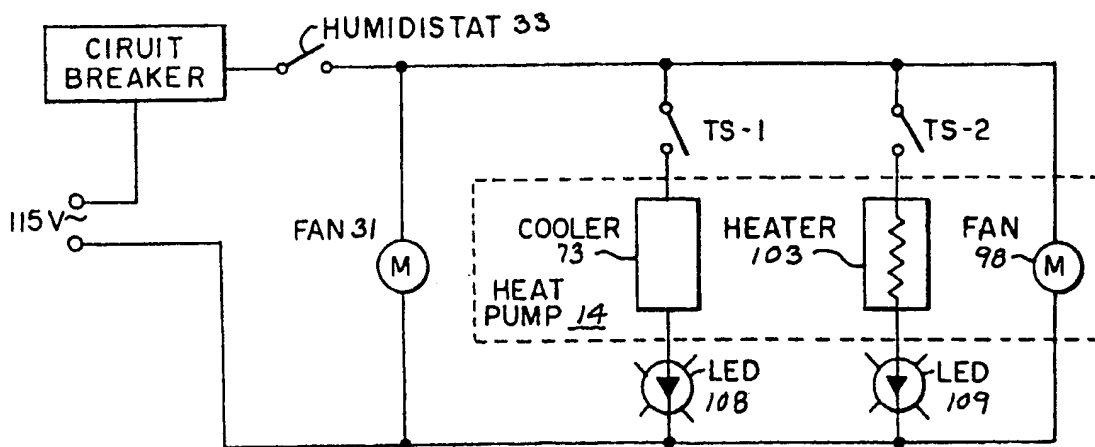 HUMIDISTAT 33
CIRUIT
BREAKER
TS-1
TS-2
115V~
FAN 31
M
COOLER
73
HEATER
103
FAN
98
M
HEAT
PUMP 14
LED
108
LED
109